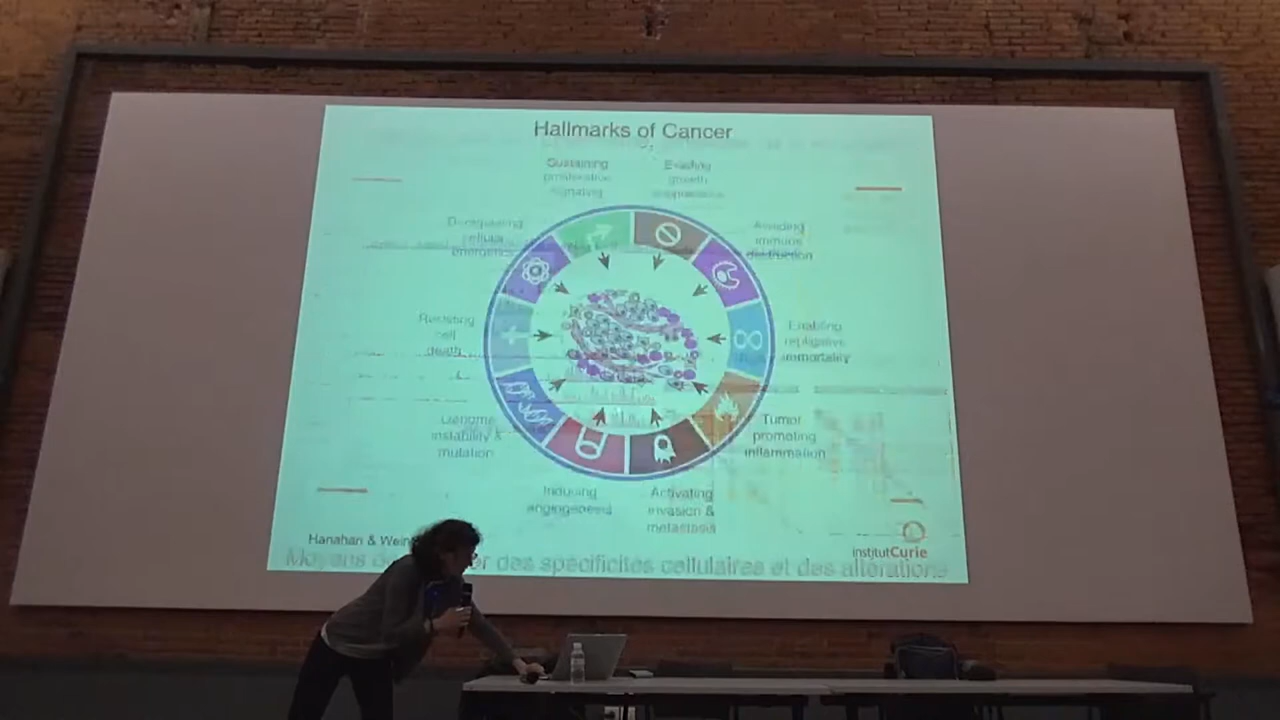 Hallmarks of Cancer
Sustaining
proliferative
signaling
Evading
growth
suppressors
Deregulating
cellular
energetics
Avoiding
immune
destruction
Resisting
cell
death
Enabling
replicative
immortality
Genome
instability &
mutation
Tumor
promoting
inflammation
Inducing
angiogenesis
Activating
invasion &
metastasis
Hanahan &
institutCurie
Moyens des spécificités cellulaires et des altérations